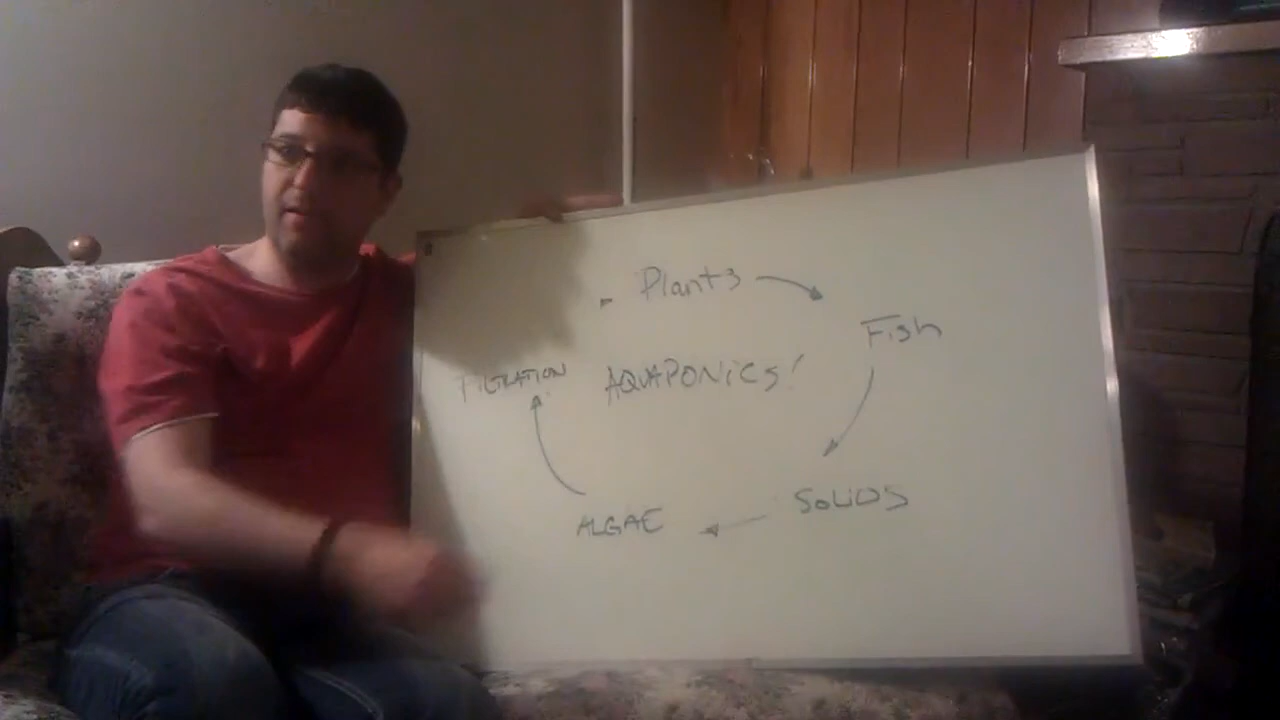 Plants
Fish
FILTRATION
AQUAPONiCS!
SOLiDS
ALGAE